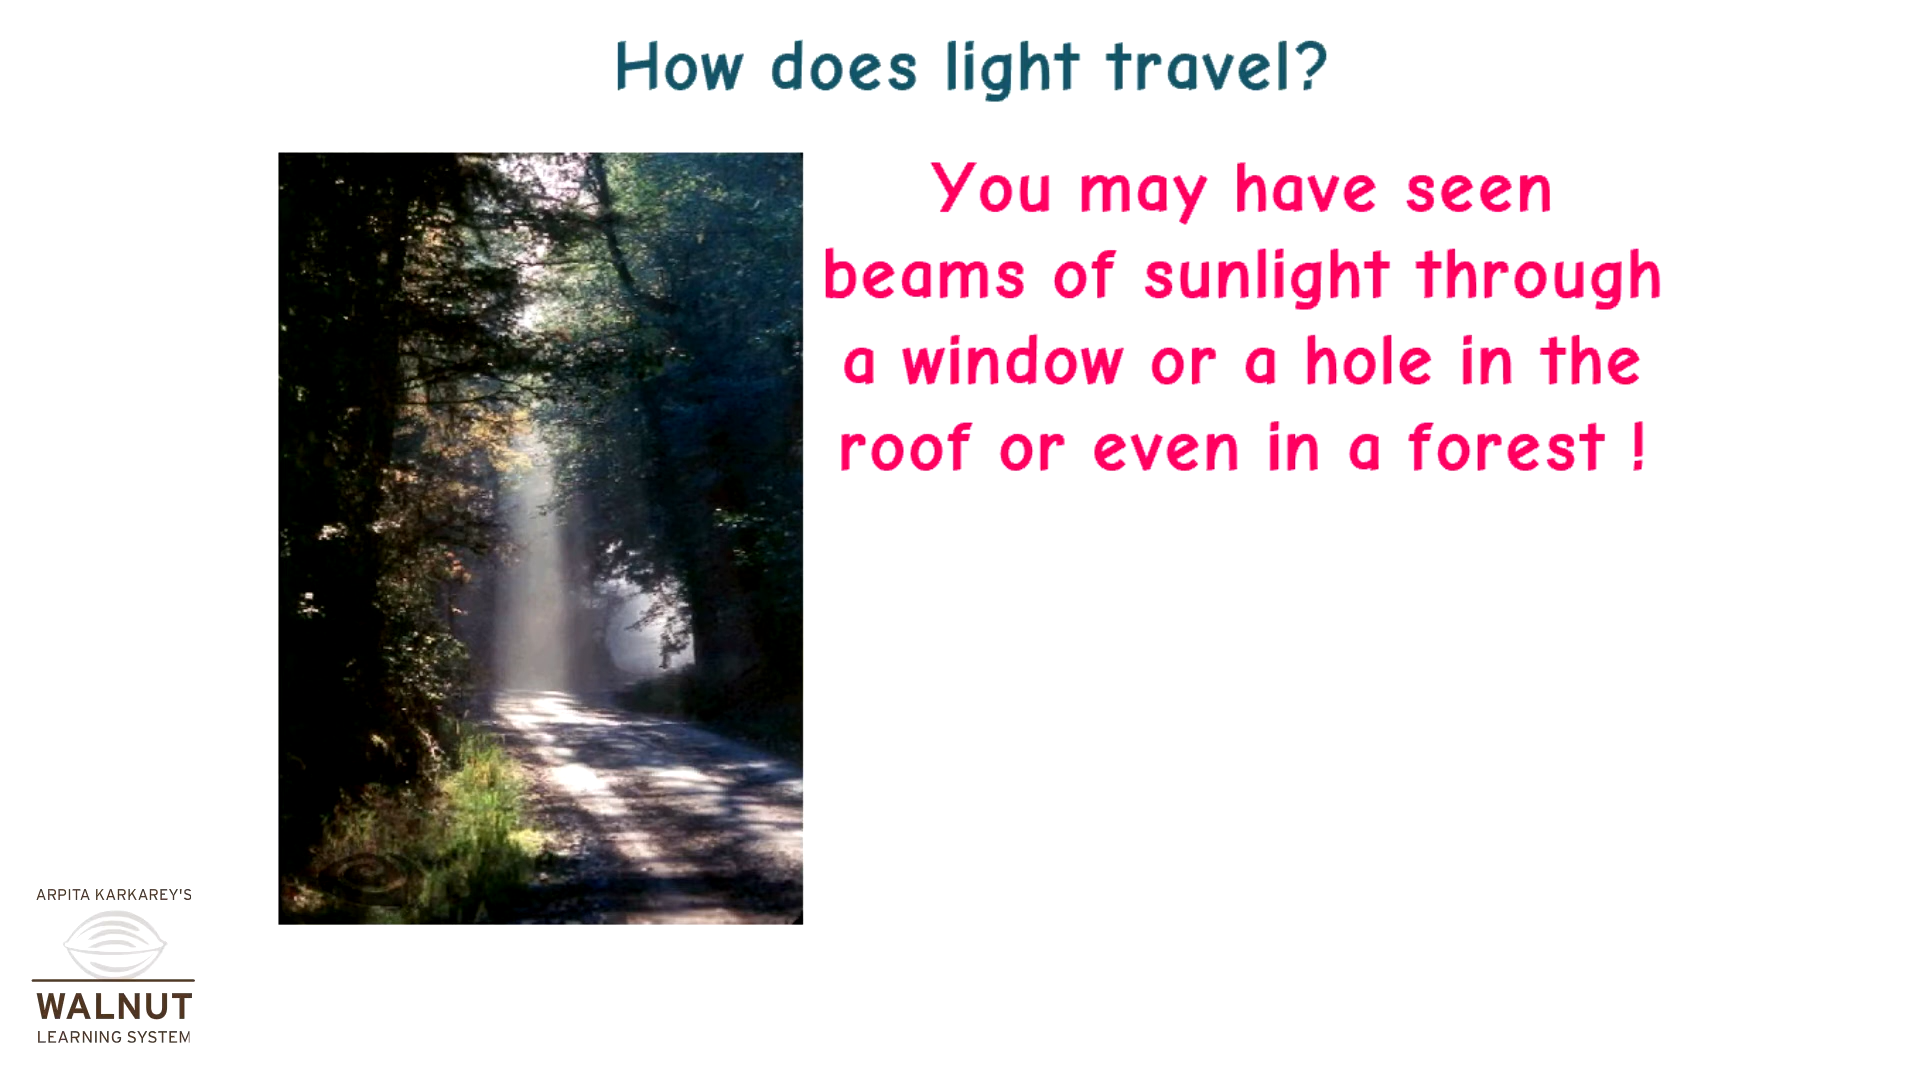 How does light travel?
You may have seen
beams of sunlight through
a window or a hole in the
roof or even in a forest !
ARPITA KARKAREY'S
WALNUT
LEARNING SYSTEM